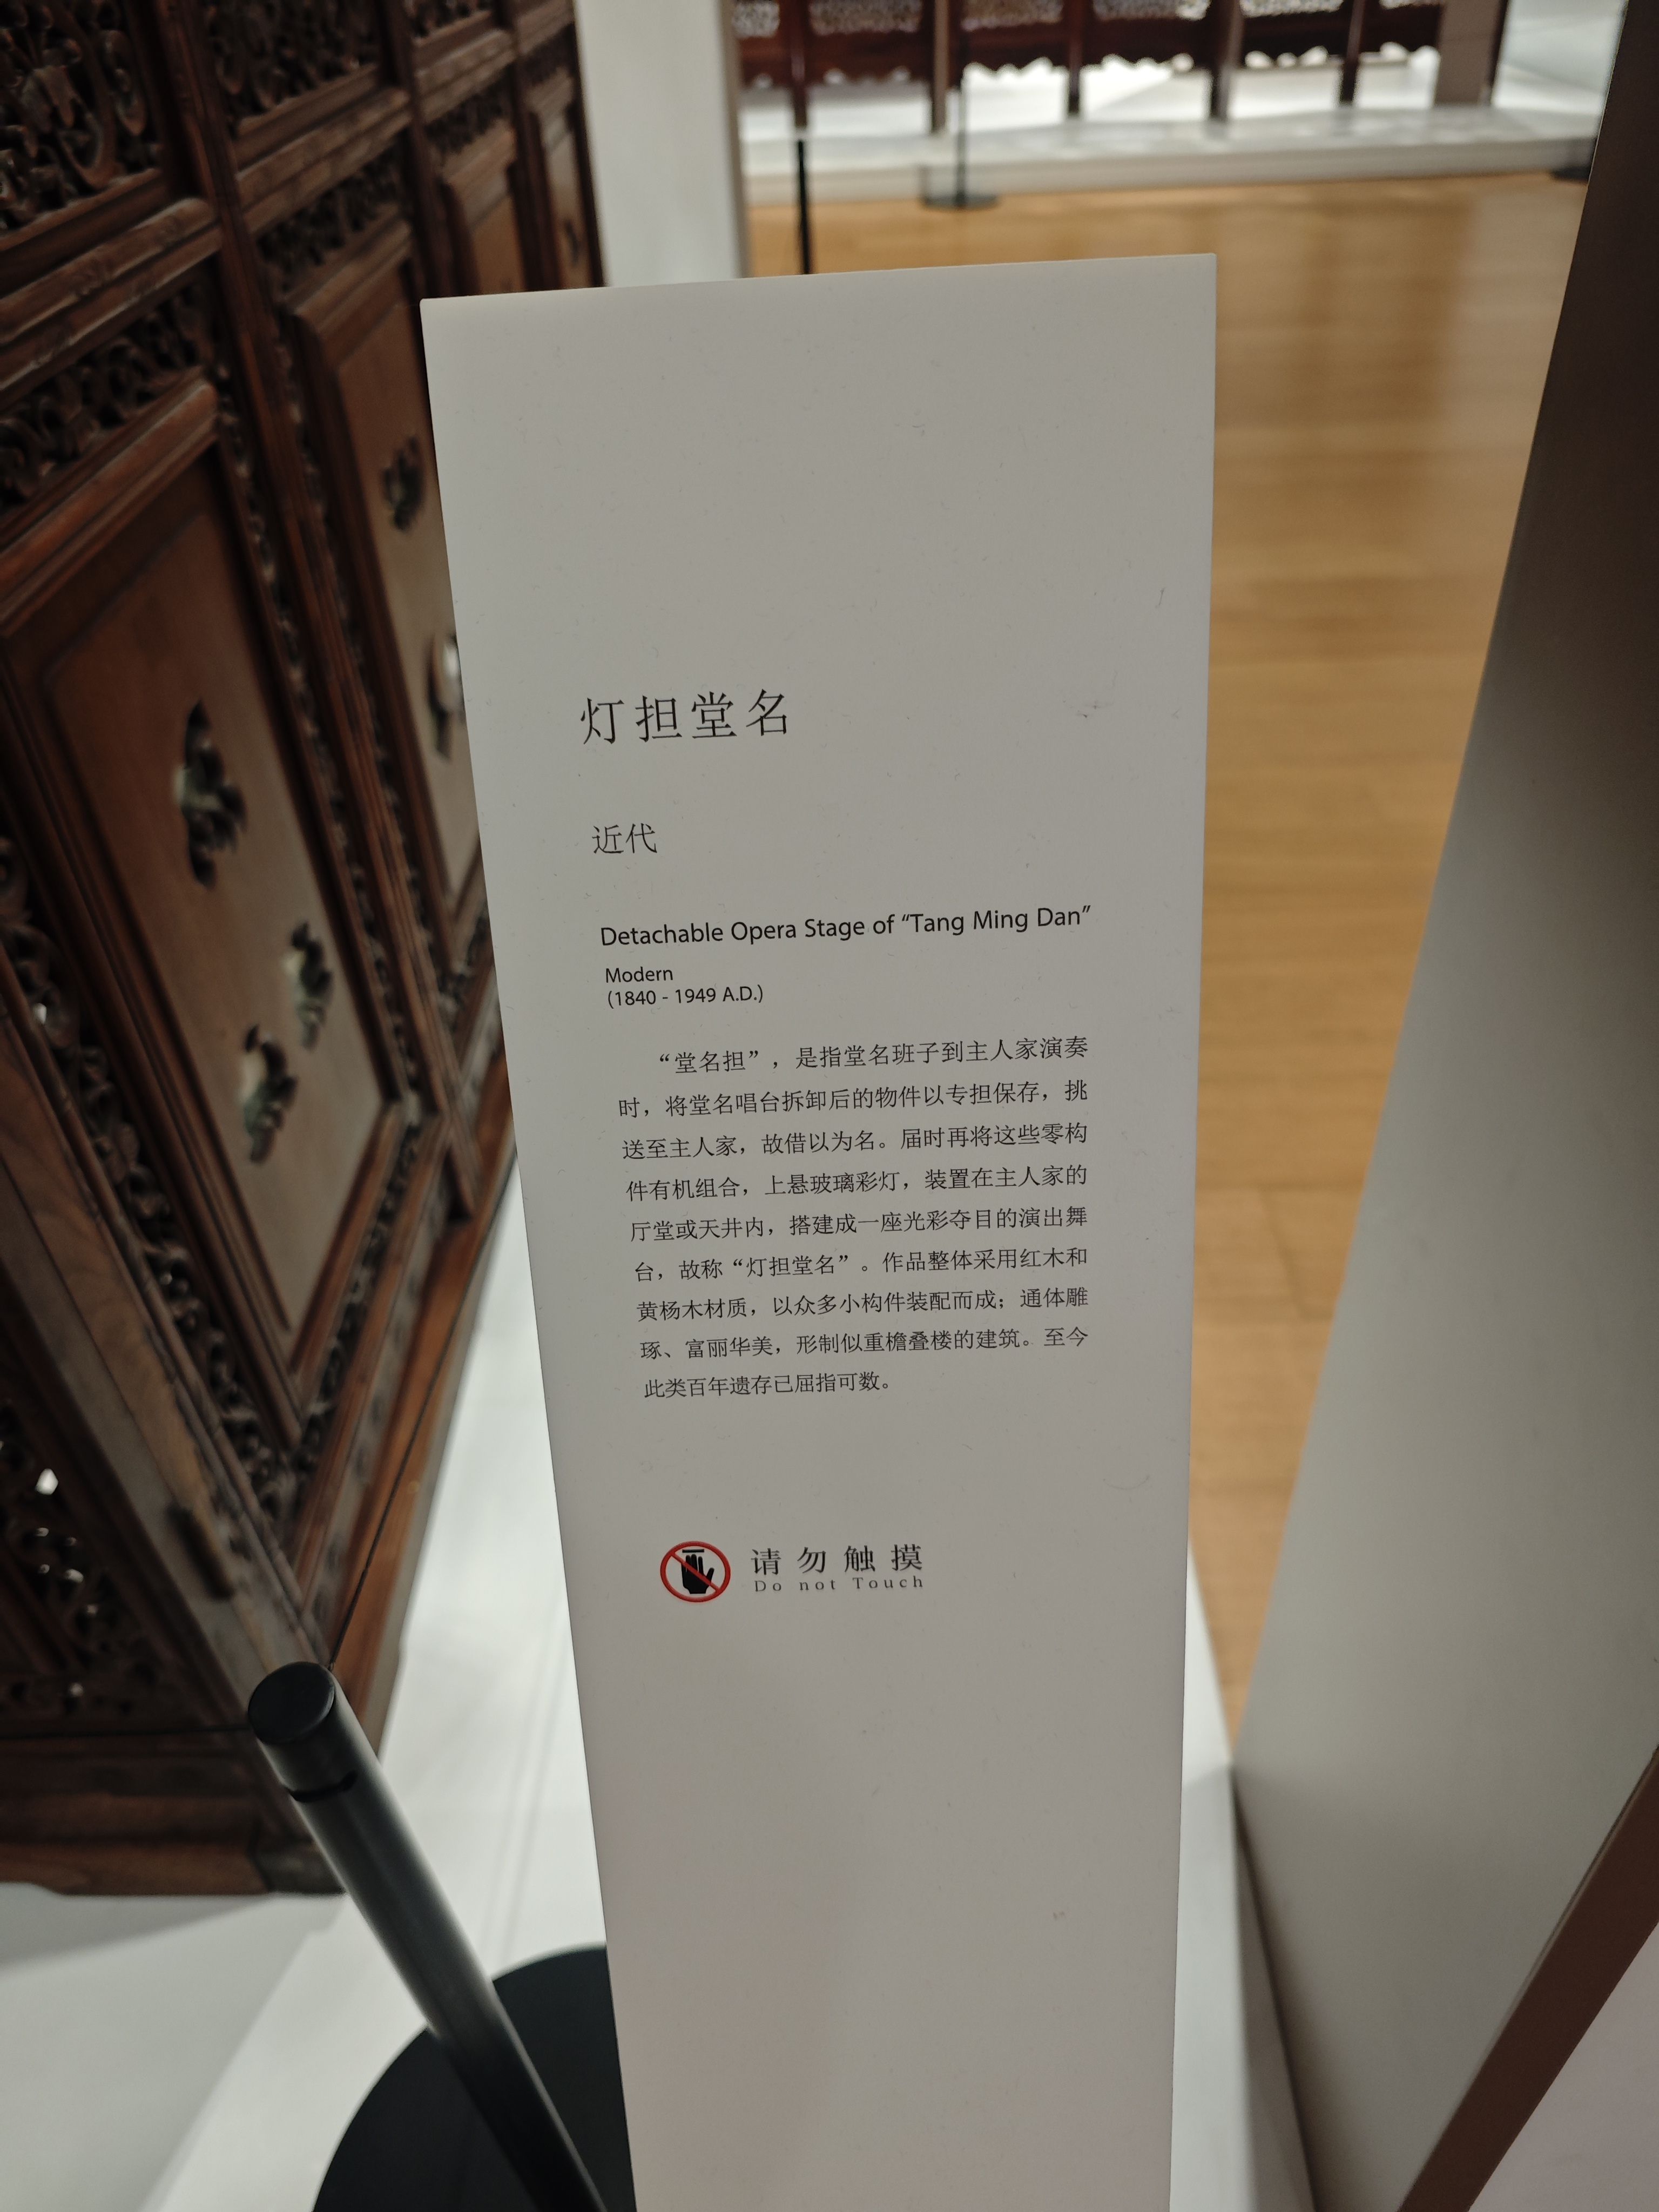 灯担堂名
近代
Detachable Opera Stage of “Tang Ming Dan”
Modern
(1840 - 1949 A.D.)
“堂名担”，是指堂名班子到主人家演奏
时，将堂名唱台拆卸后的物件以专担保存，挑
送至主人家，故借以为名。届时再将这些零构
件有机组合，上悬玻璃彩灯，装置在主人家的
厅堂或天井内，搭建成一座光彩夺目的演出舞
台，故称“灯担堂名”。作品整体采用红木和
黄杨木材质，以众多小构件装配而成；通体雕
琢、富丽华美，形制似重檐叠楼的建筑。至今
此类百年遗存已屈指可数。
请勿触摸
Do not Touch